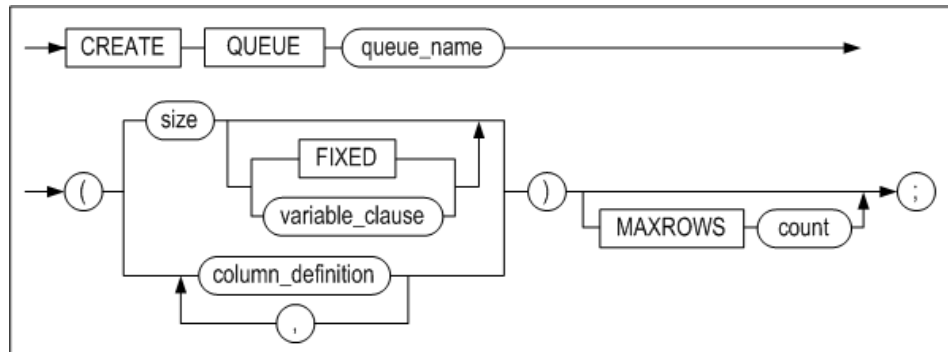 CREATE QUEUE queue_name
size
FIXED
( variable_clause ) ;
MAXROWS count
column_definition
,